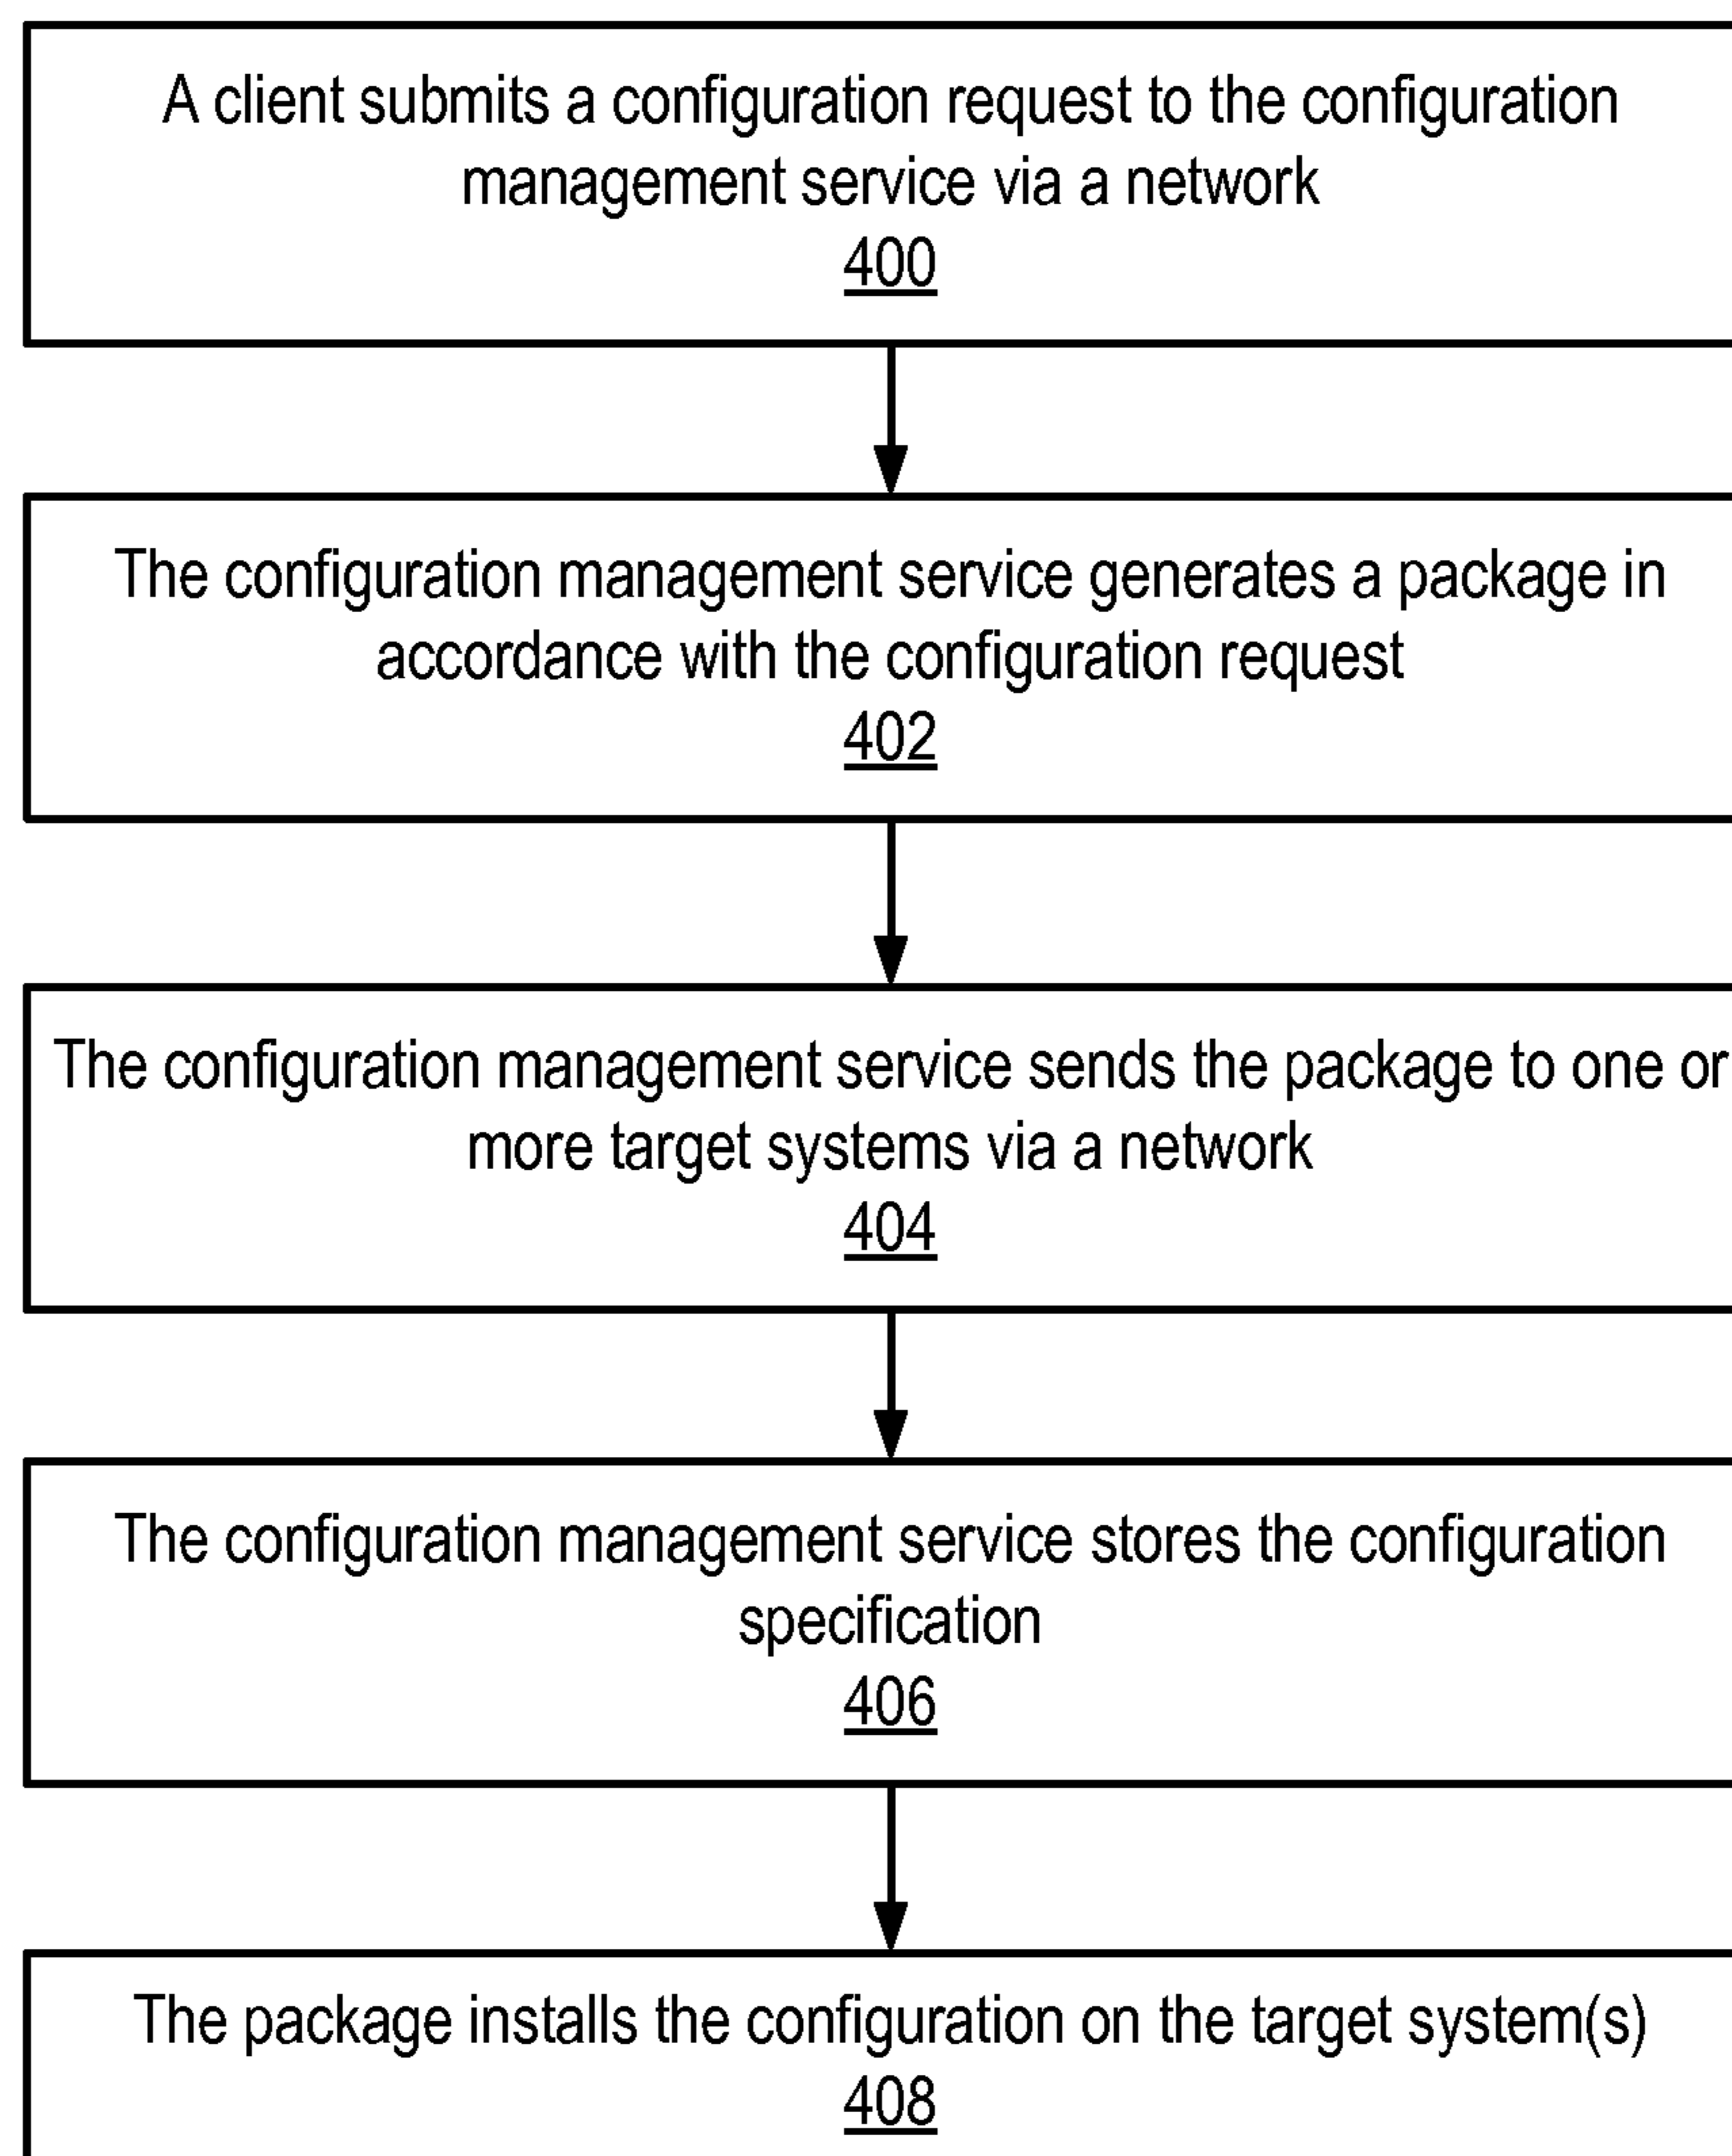 A client submits a configuration request to the configuration
management service via a network
400
The configuration management service generates a package in
accordance with the configuration request
402
The configuration management service sends the package to one or
more target systems via a network
404
The configuration management service stores the configuration
specification
406
The package installs the configuration on the target system(s)
408